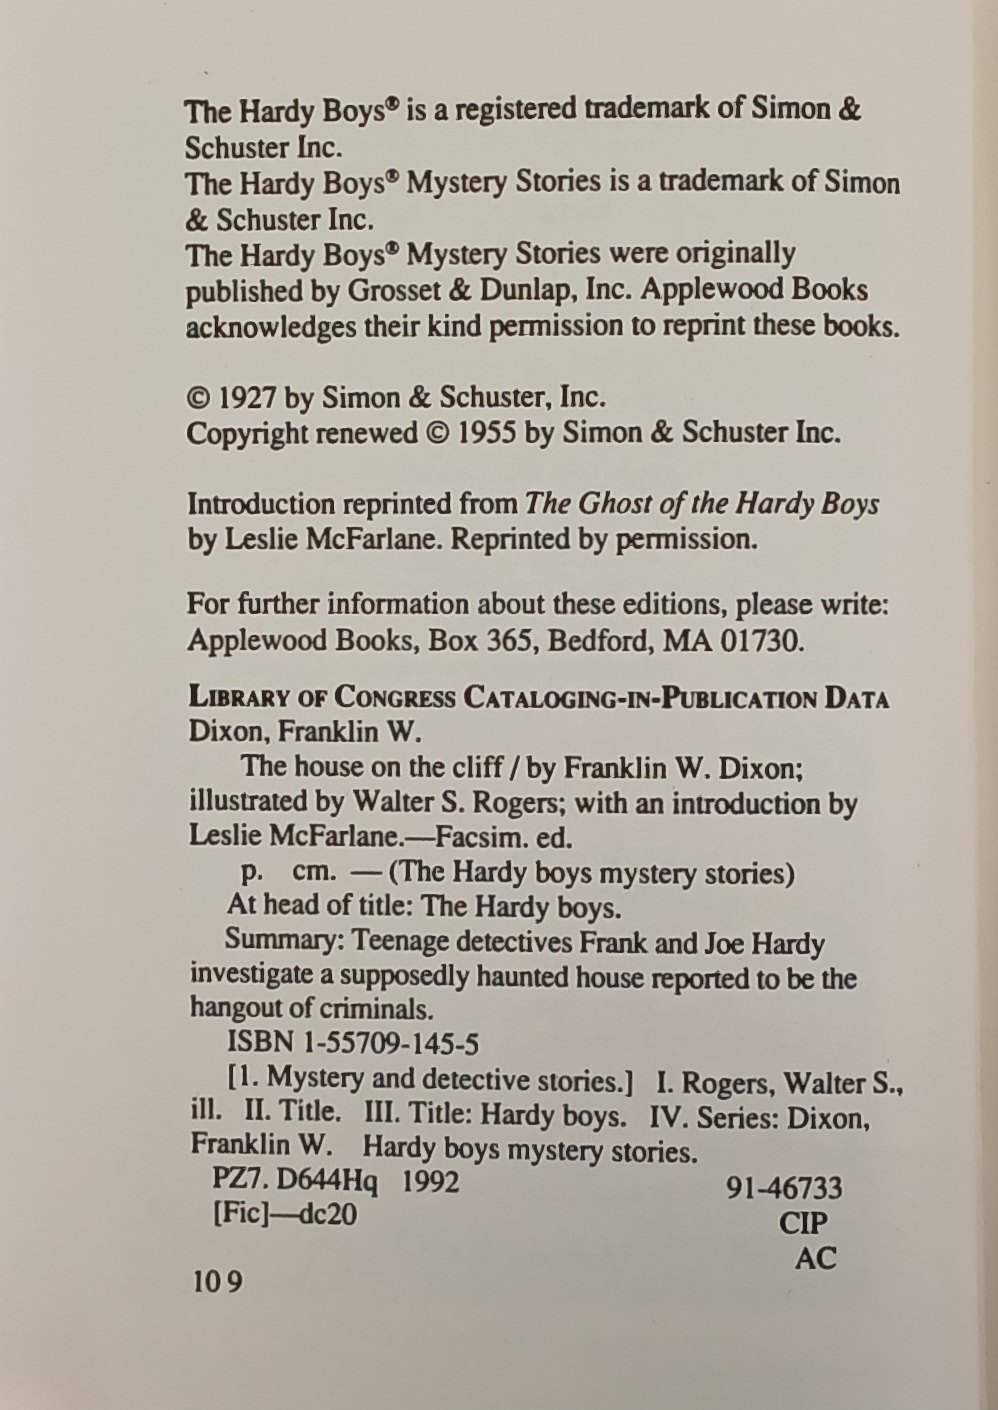 The Hardy Boys® is a registered trademark of Simon &
Schuster Inc.
The Hardy Boys® Mystery Stories is a trademark of Simon
& Schuster Inc.
The Hardy Boys® Mystery Stories were originally
published by Grosset & Dunlap, Inc. Applewood Books
acknowledges their kind permission to reprint these books.
© 1927 by Simon & Schuster, Inc.
Copyright renewed © 1955 by Simon & Schuster Inc.
Introduction reprinted from The Ghost of the Hardy Boys
by Leslie McFarlane. Reprinted by permission.
For further information about these editions, please write:
Applewood Books, Box 365, Bedford, MA 01730.
LIBRARY OF CONGRESS CATALOGING-IN-PUBLICATION DATA
Dixon, Franklin W.
The house on the cliff / by Franklin W. Dixon;
illustrated by Walter S. Rogers; with an introduction by
Leslie McFarlane.—Facsim. ed.
p. cm. — (The Hardy boys mystery stories)
At head of title: The Hardy boys.
Summary: Teenage detectives Frank and Joe Hardy
investigate a supposedly haunted house reported to be the
hangout of criminals.
ISBN 1-55709-145-5
[1. Mystery and detective stories.] I. Rogers, Walter S.,
ill. II. Title. III. Title: Hardy boys. IV. Series: Dixon,
Franklin W. Hardy boys mystery stories.
PZ7. D644Hq 1992 91-46733
[Fic]—dc20 CIP
AC
10 9